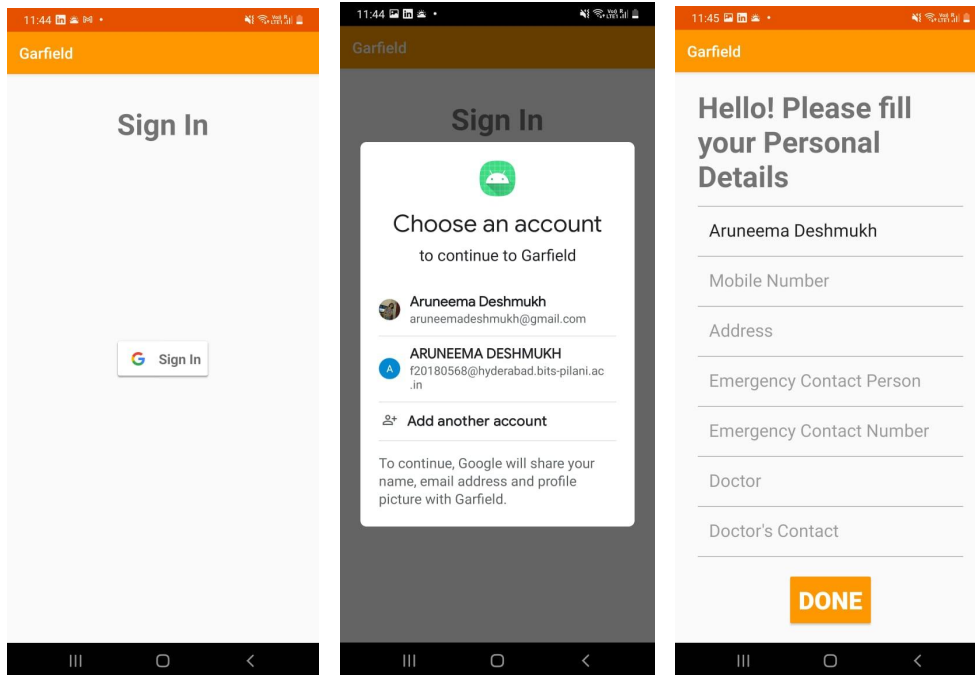 11:44
Garfield
Sign In
G Sign In
11:44
Garfield
Sign In
Choose an account
to continue to Garfield
Aruneema Deshmukh
aruneemadeshmukh@gmail.com
A
ARUNEEMA DESHMUKH
f20180568@hyderabad.bits-pilani.ac
.in
Add another account
To continue, Google will share your
name, email address and profile
picture with Garfield.
11:45
Garfield
Hello! Please fill
your Personal
Details
Aruneema Deshmukh
Mobile Number
Address
Emergency Contact Person
Emergency Contact Number
Doctor
Doctor's Contact
DONE